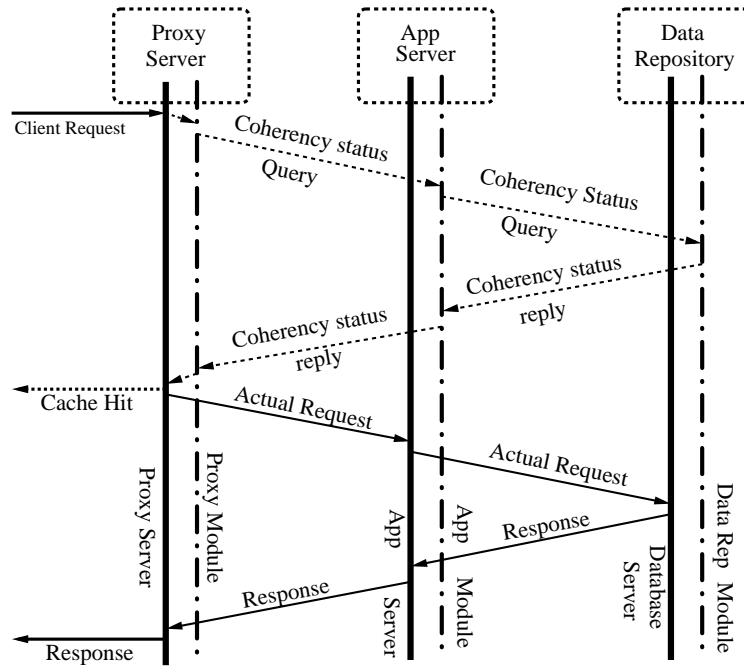 Proxy
Server
App
Server
Data
Repository
Client Request
Coherency status
Query
Coherency Status
Query
Coherency status
reply
Coherency status
reply
Cache Hit
Actual Request
Actual Request
Response
Response
Response
Proxy Server
Proxy Module
App Server
App Module
Database
Server
Data Rep Module